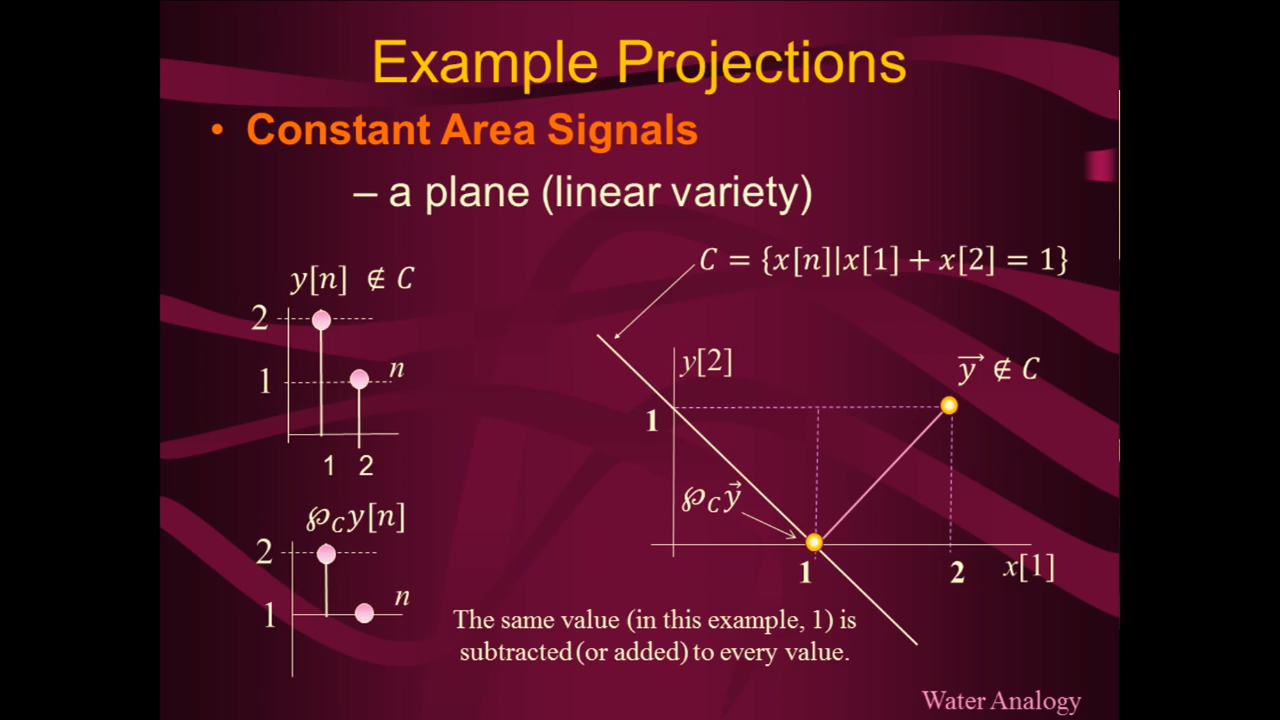 Example Projections
• Constant Area Signals
– a plane (linear variety)
C = {x[n]|x[1] + x[2] = 1}
y[n] ∉ C
2
1
n
1 2
y[2]
y⃗ ∉ C
1
℘_C y⃗
1
2
x[1]
℘_C y[n]
2
1
n
The same value (in this example, 1) is
subtracted (or added) to every value.
Water Analogy